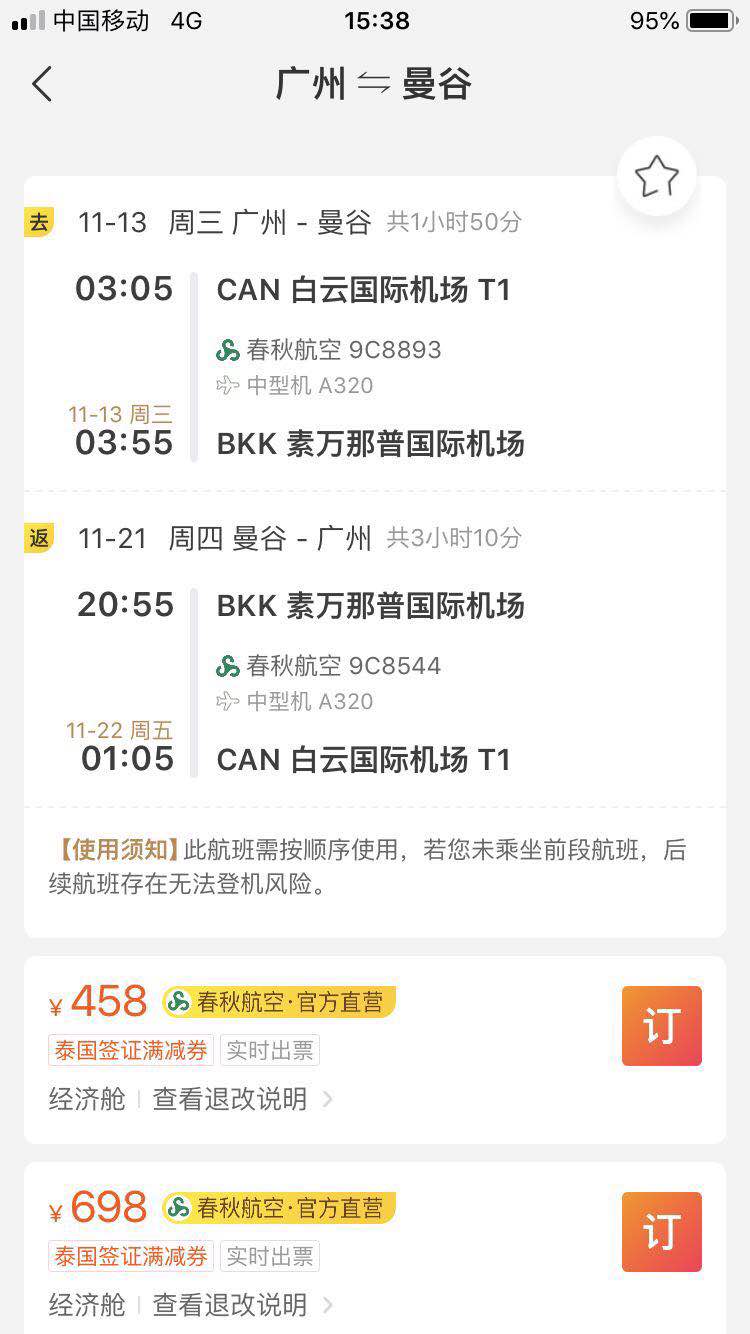 中国移动 4G 15:38 95%
广州 ⇌ 曼谷
去 11-13 周三 广州 - 曼谷 共1小时50分
03:05 CAN 白云国际机场 T1
春秋航空 9C8893
中型机 A320
11-13 周三
03:55 BKK 素万那普国际机场
返 11-21 周四 曼谷 - 广州 共3小时10分
20:55 BKK 素万那普国际机场
春秋航空 9C8544
中型机 A320
11-22 周五
01:05 CAN 白云国际机场 T1
【使用须知】此航班需按顺序使用，若您未乘坐前段航班，后
续航班存在无法登机风险。
¥458 春秋航空·官方直营
订
泰国签证满减券 实时出票
经济舱 | 查看退改说明 >
¥698 春秋航空·官方直营
订
泰国签证满减券 实时出票
经济舱 | 查看退改说明 >